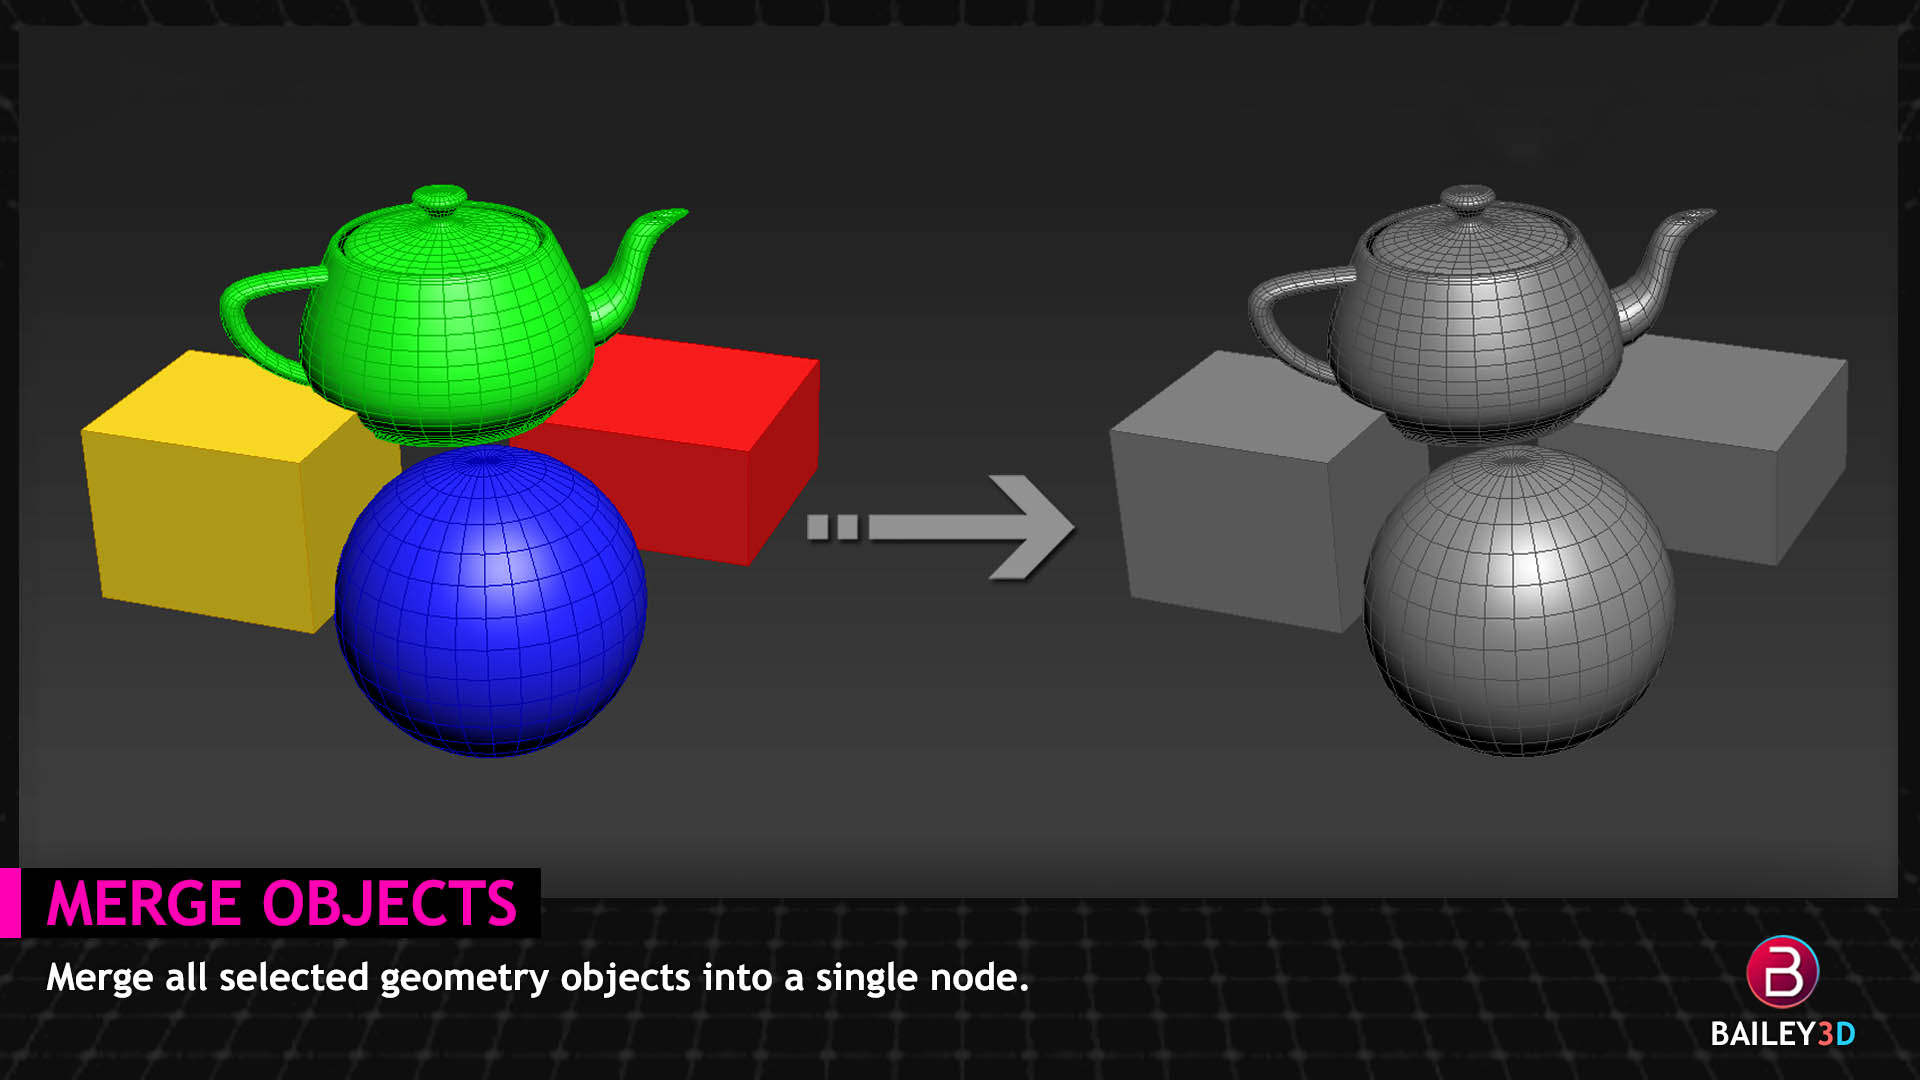 MERGE OBJECTS
Merge all selected geometry objects into a single node.
B
BAILEY3D